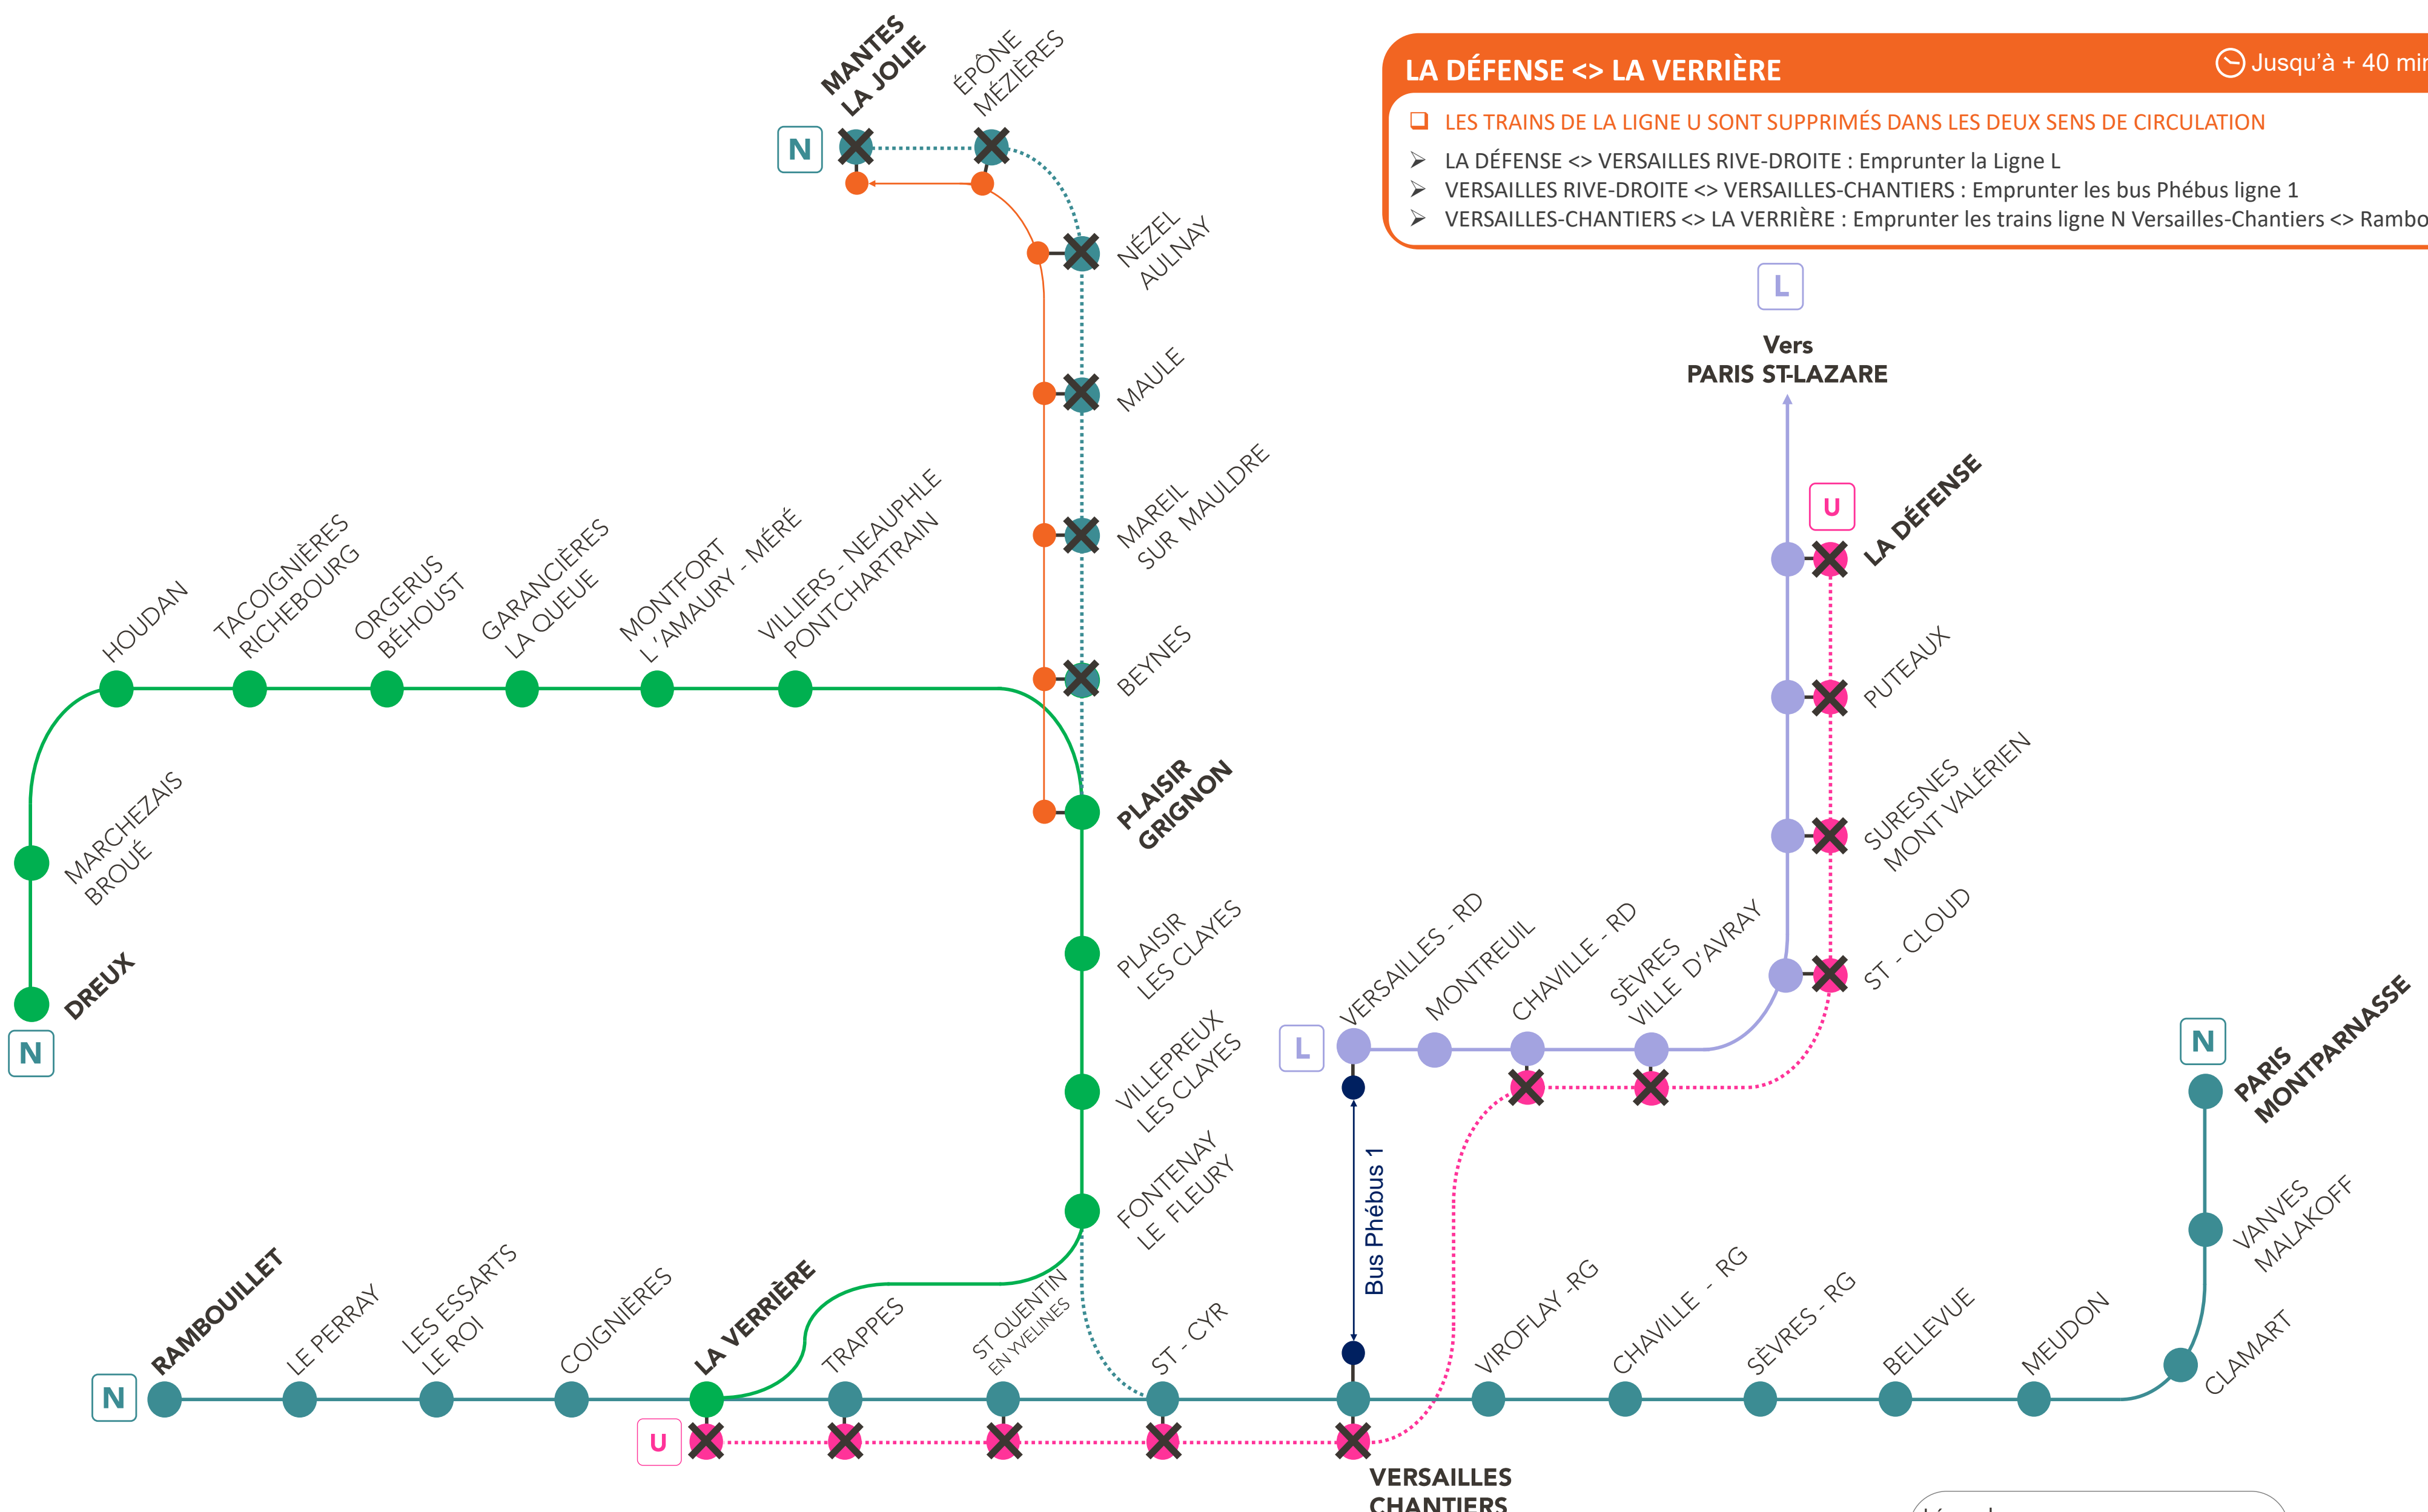 MANTES
LA JOLIE
ÉPÔNE
MÉZIÈRES
N
LA DÉFENSE <> LA VERRIÈRE
Jusqu'à + 40 min
❑ LES TRAINS DE LA LIGNE U SONT SUPPRIMÉS DANS LES DEUX SENS DE CIRCULATION
➢ LA DÉFENSE <> VERSAILLES RIVE-DROITE : Emprunter la Ligne L
➢ VERSAILLES RIVE-DROITE <> VERSAILLES-CHANTIERS : Emprunter les bus Phébus ligne 1
➢ VERSAILLES-CHANTIERS <> LA VERRIÈRE : Emprunter les trains ligne N Versailles-Chantiers <> Rambo
NÉZEL
AULNAY
MAULE
MAREIL
SUR MAULDRE
BEYNES
PLAISIR
GRIGNON
L
Vers
PARIS ST-LAZARE
U
LA DÉFENSE
PUTEAUX
SURESNES
MONT VALÉRIEN
ST - CLOUD
HOUDAN
TACOIGNIÈRES
RICHEBOURG
ORGERUS
BÉHOUST
GARANCIÈRES
LA QUEUE
MONTFORT
L'AMAURY - MÉRÉ
VILLIERS - NEAUPHLE
PONTCHARTRAIN
MARCHEZAIS
BROUÉ
DREUX
N
PLAISIR
LES CLAYES
VILLEPREUX
LES CLAYES
FONTENAY
LE FLEURY
L
VERSAILLES - RD
MONTREUIL
CHAVILLE - RD
SÈVRES
VILLE D'AVRAY
Bus Phébus 1
N
PARIS
MONTPARNASSE
VANVES
MALAKOFF
CLAMART
N
RAMBOUILLET
LE PERRAY
LES ESSARTS
LE ROI
COIGNIÈRES
LA VERRIÈRE
TRAPPES
ST QUENTIN
EN YVELINES
ST - CYR
VIROFLAY -RG
CHAVILLE - RG
SÈVRES - RG
BELLEVUE
MEUDON
U
VERSAILLES
CHANTIERS